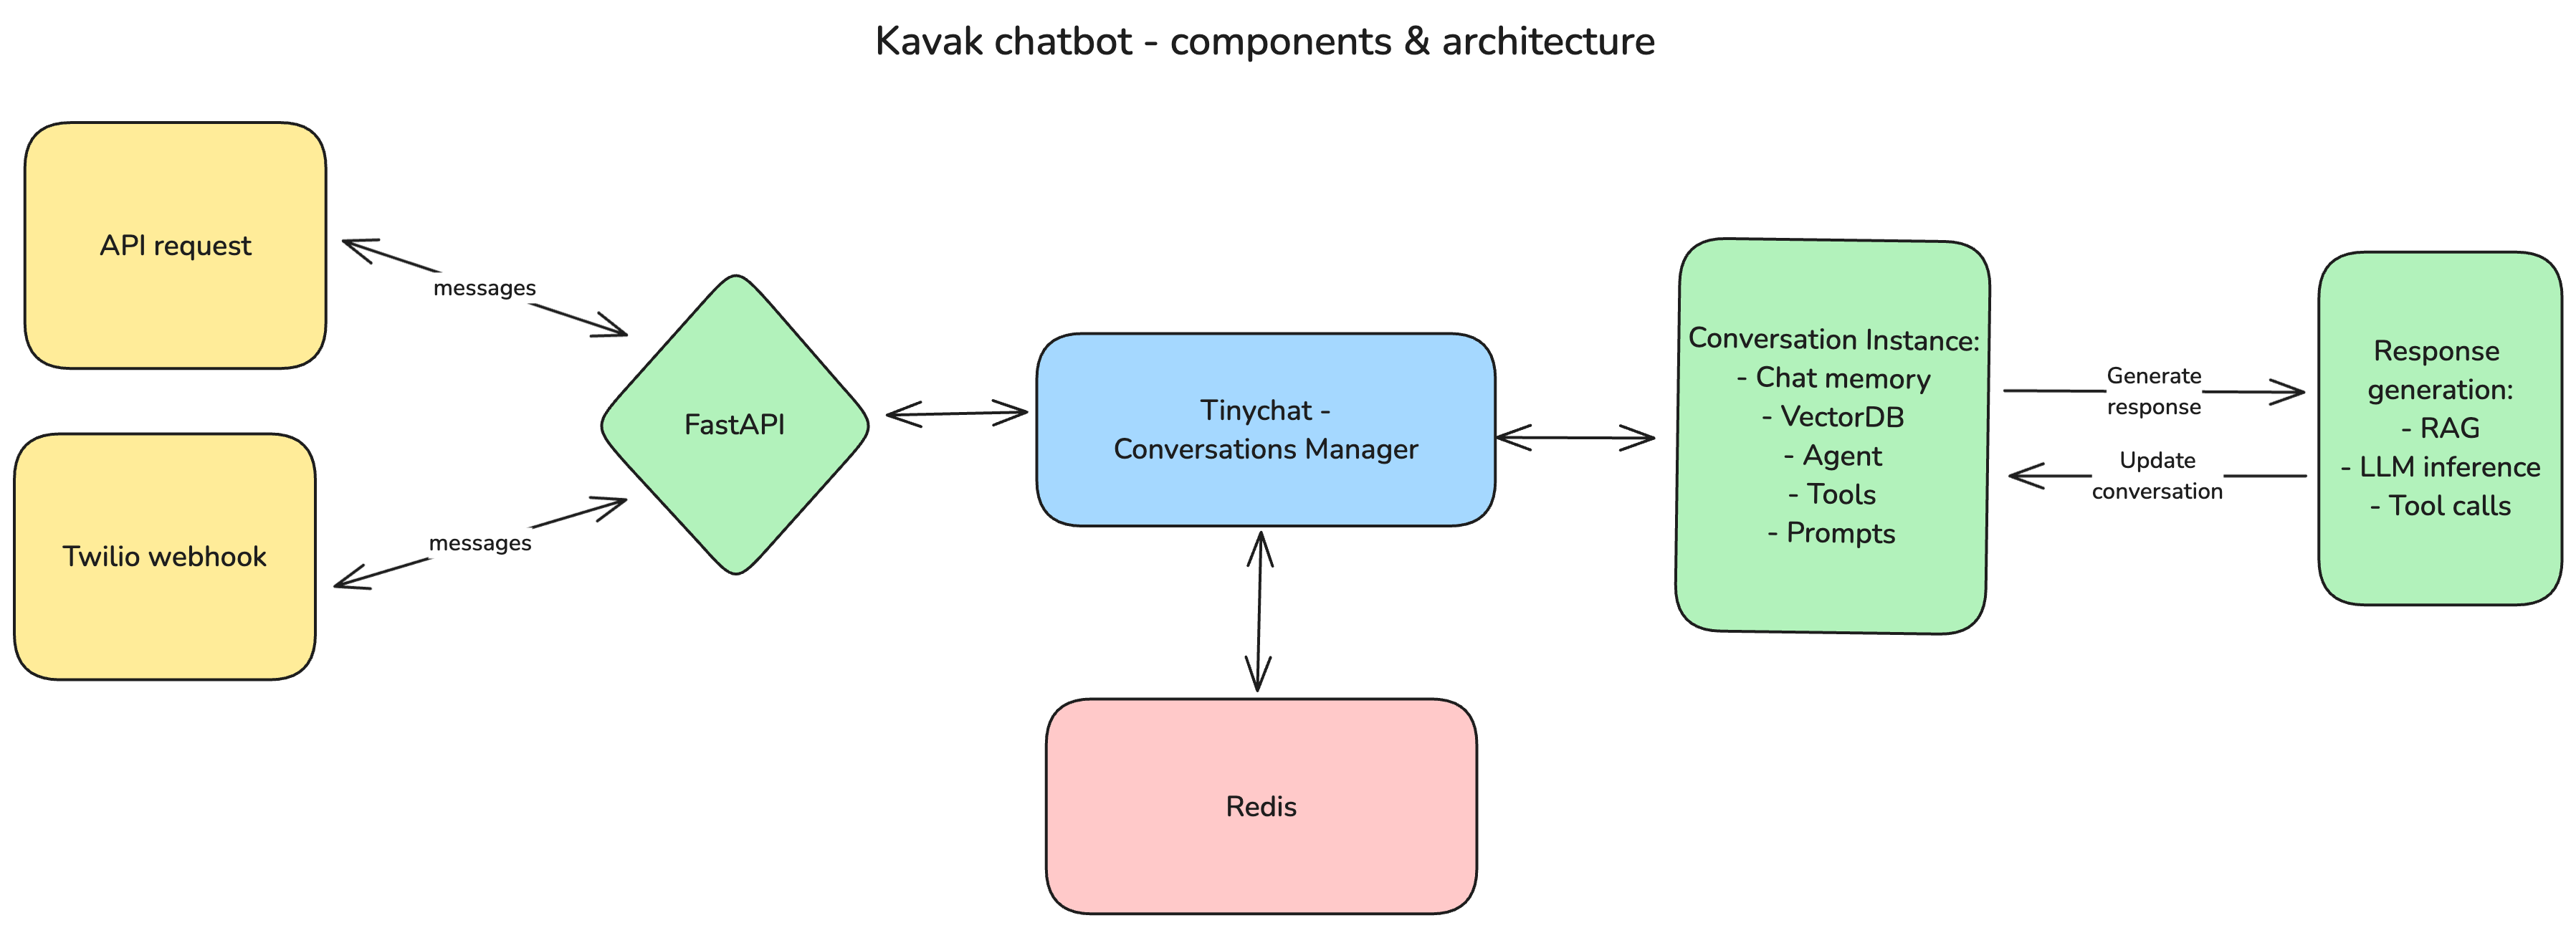 Kavak chatbot - components & architecture
API request
messages
FastAPI
Twilio webhook
messages
Tinychat -
Conversations Manager
Redis
Conversation Instance:
- Chat memory
- VectorDB
- Agent
- Tools
- Prompts
Generate
response
Update
conversation
Response
generation:
- RAG
- LLM inference
- Tool calls